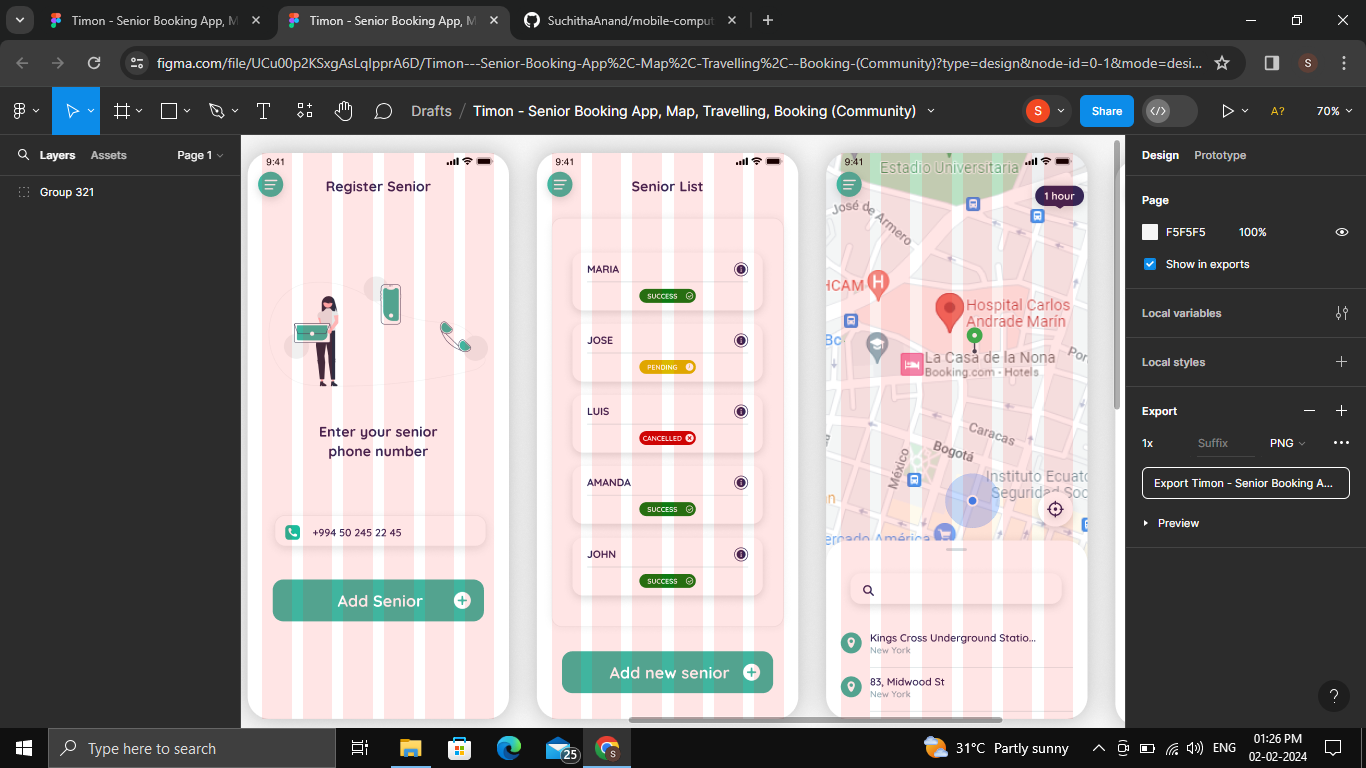 Timon - Senior Booking App, M
Timon - Senior Booking App, M
SuchithaAnand/mobile-comput
figma.com/file/UCu00p2KSxgAsLqIpprA6D/Timon---Senior-Booking-App%2C-Map%2C-Travelling%2C--Booking-(Community)?type=design&node-id=0-1&mode=desi...
S
Drafts / Timon - Senior Booking App, Map, Travelling, Booking (Community)
S
Share
A?
70%
Layers
Assets
Page 1
Group 321
9:41
Register Senior
Enter your senior
phone number
+994 50 245 22 45
Add Senior
9:41
Senior List
MARIA
SUCCESS
JOSE
PENDING
LUIS
CANCELLED
AMANDA
SUCCESS
JOHN
SUCCESS
Add new senior
9:41
Estadio Universitaria
1 hour
José de Armero
HCAM
H
Hospital Carlos
Andrade Marín
Bc
La Casa de la Nona
Booking.com - Hotels
Por
Caracas
Bogotá
México
Instituto Ecuato
Seguridad Soc
ercado América
Kings Cross Underground Statio...
New York
83, Midwood St
New York
Design
Prototype
Page
F5F5F5
100%
Show in exports
Local variables
Local styles
Export
1x
Suffix
PNG
Export Timon - Senior Booking A...
Preview
?
Type here to search
25
S
31°C Partly sunny
ENG
01:26 PM
02-02-2024